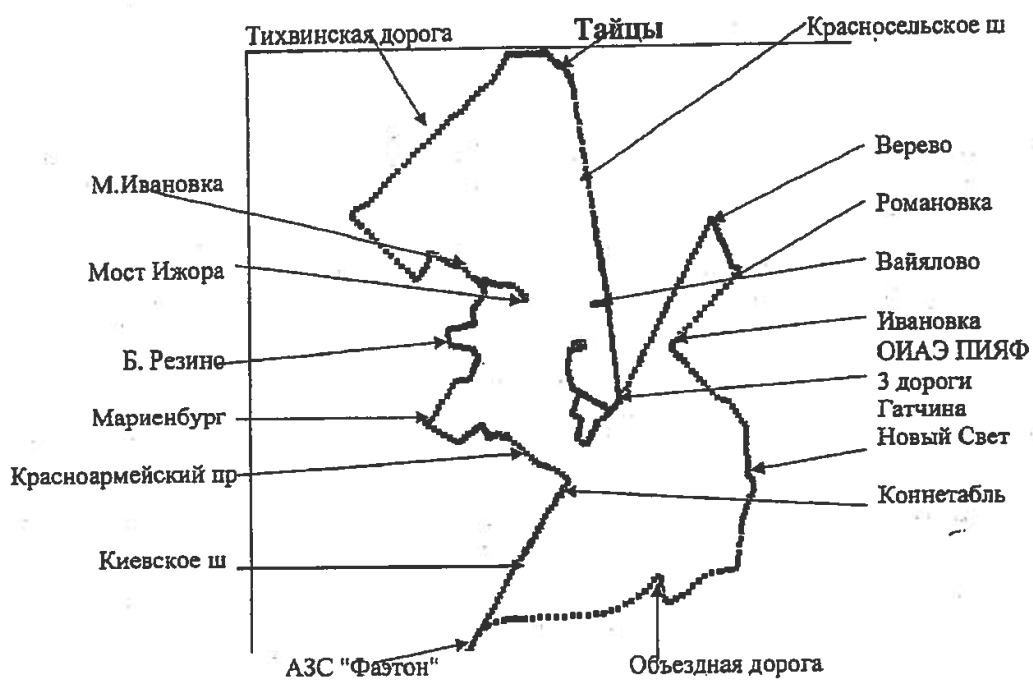 Тихвинская дорога
Тайцы
Красносельское ш
М.Ивановка
Мост Ижора
Б. Резино
Мариенбург
Красноармейский пр
Киевское ш
АЗС "Фаэтон"
Верево
Романовка
Вайялово
Ивановка
ОИАЭ ПИЯФ
3 дороги
Гатчина
Новый Свет
Коннетабль
Объездная дорога